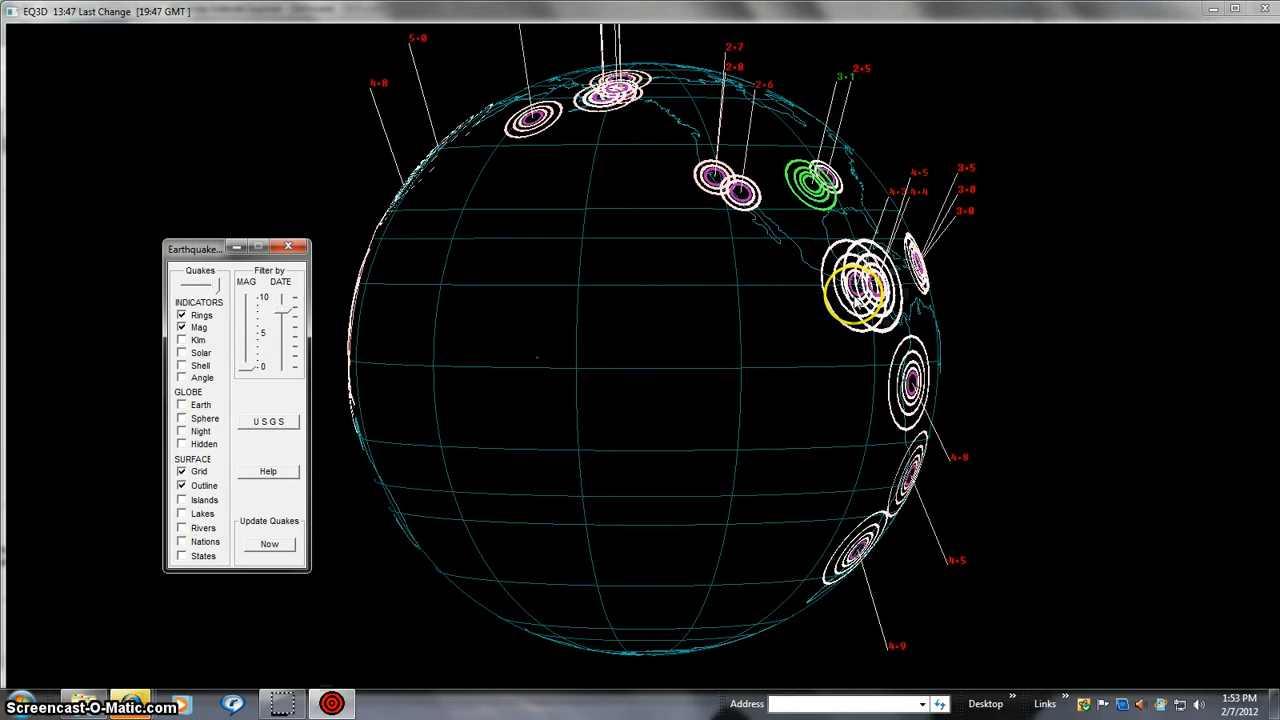 EQ3D 13:47 Last Change [19:47 GMT ]
5.0
4.8
2.7
2.8
2.6
2.5
3.1
4.5
4.4
3.5
3.0
3.0
4.8
4.5
4.9
Earthquake...
Quakes
INDICATORS
Rings
Mag
Klm
Solar
Shell
Angle
GLOBE
Earth
Sphere
Night
Hidden
SURFACE
Grid
Outline
Islands
Lakes
Rivers
Nations
States
Filter by
MAG DATE
10
5
0
U S G S
Help
Update Quakes
Now
Screencast-O-Matic.com
Address
Desktop
»
Links
»
1:53 PM
2/7/2012